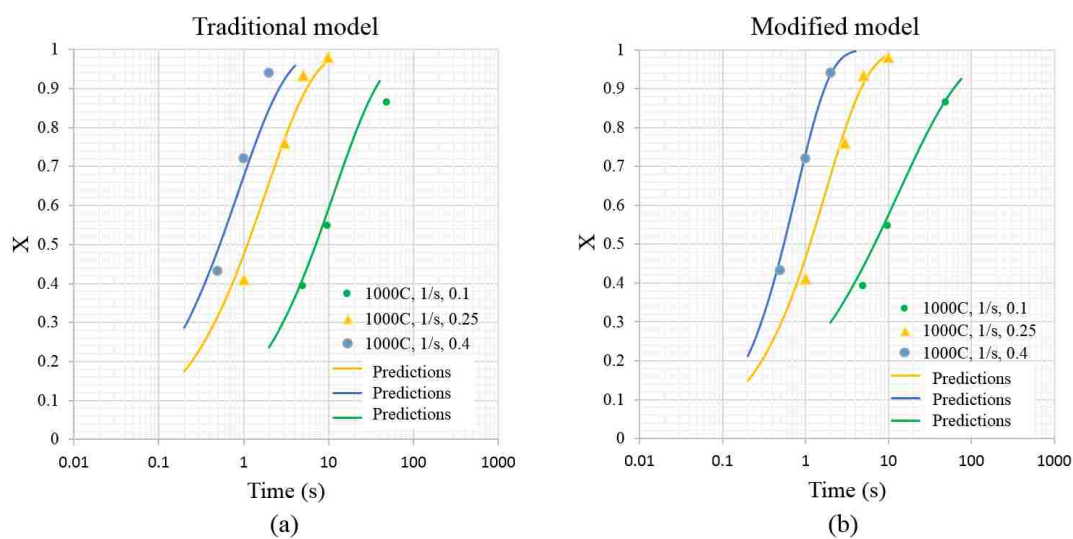 Traditional model
1
0.9
0.8
0.7
0.6
0.5
0.4
0.3
0.2
0.1
0
X
1000C, 1/s, 0.1
1000C, 1/s, 0.25
1000C, 1/s, 0.4
Predictions
Predictions
Predictions
0.01 0.1 1 10 100 1000
Time (s)
(a)
Modified model
1
0.9
0.8
0.7
0.6
0.5
0.4
0.3
0.2
0.1
0
X
1000C, 1/s, 0.1
1000C, 1/s, 0.25
1000C, 1/s, 0.4
Predictions
Predictions
Predictions
0.01 0.1 1 10 100 1000
Time (s)
(b)